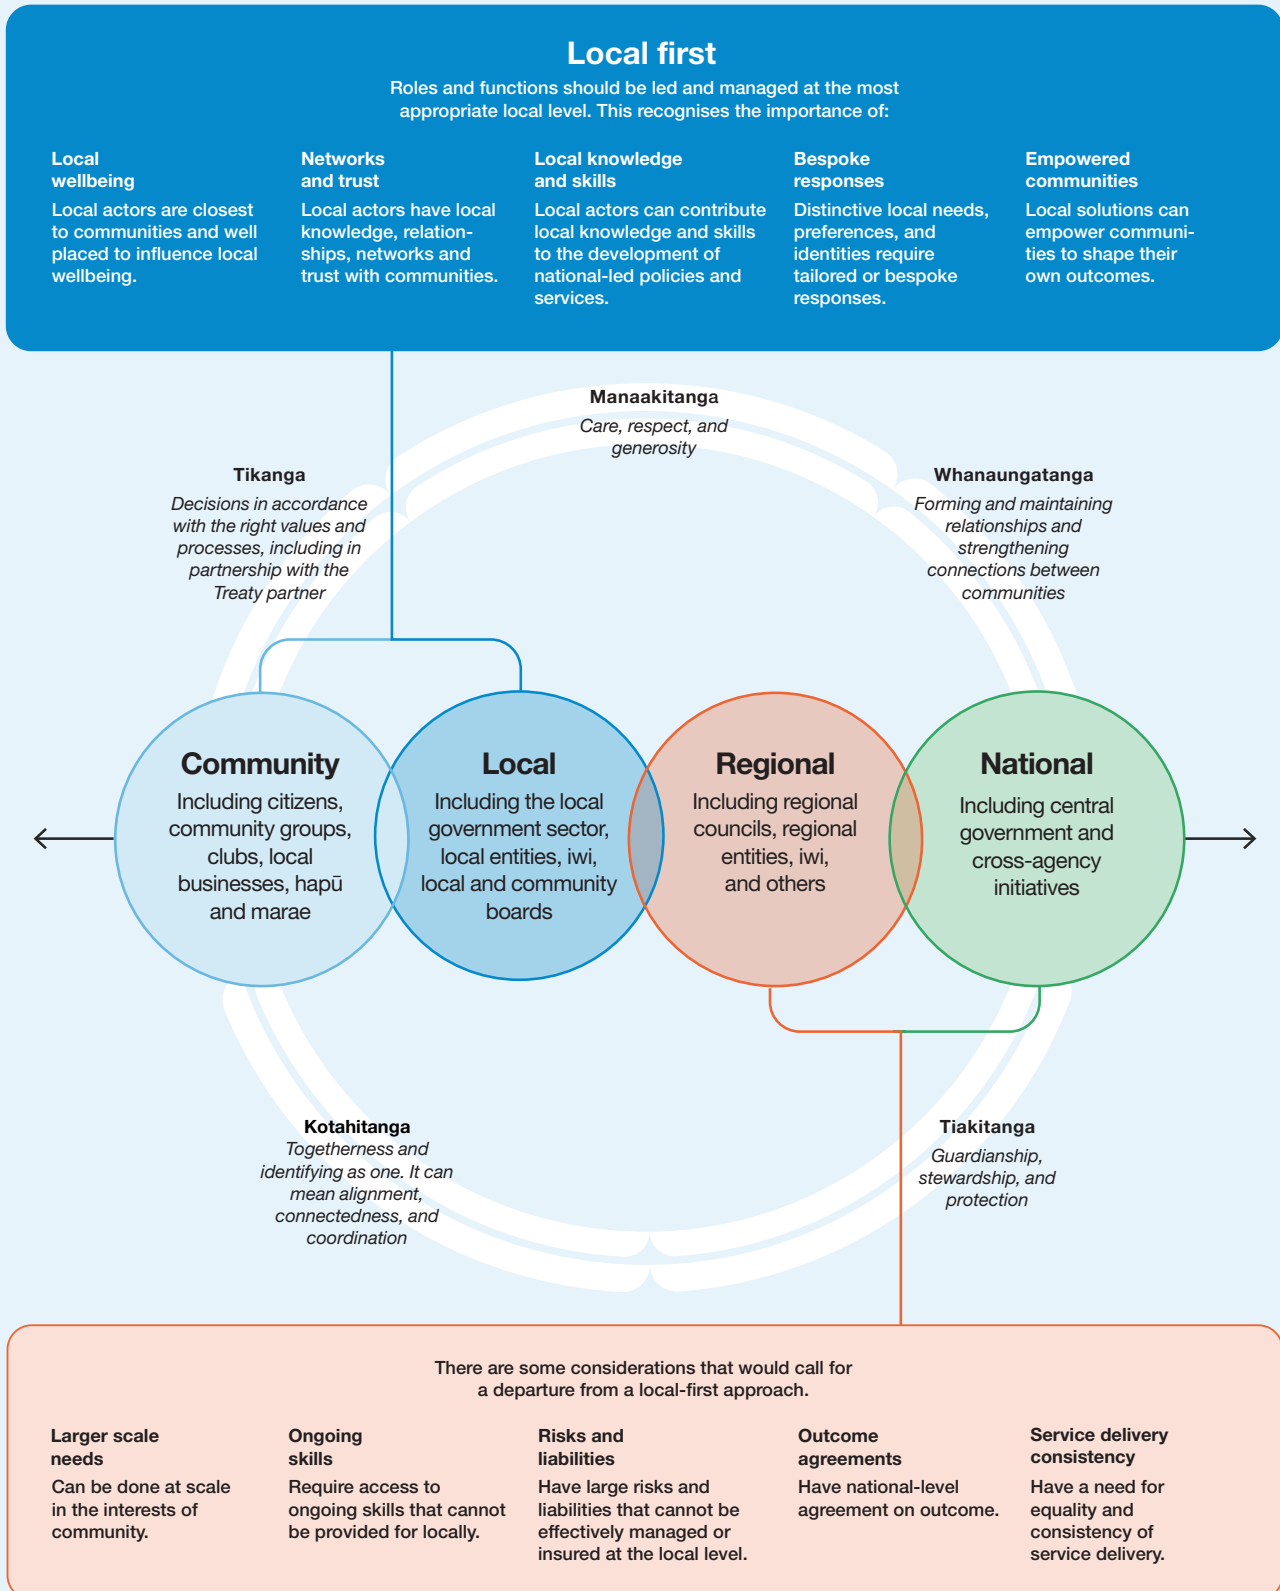 Local first
Roles and functions should be led and managed at the most
appropriate local level. This recognises the importance of:
Local
wellbeing
Local actors are closest
to communities and well
placed to influence local
wellbeing.
Networks
and trust
Local actors have local
knowledge, relation-
ships, networks and
trust with communities.
Local knowledge
and skills
Local actors can contribute
local knowledge and skills
to the development of
national-led policies and
services.
Bespoke
responses
Distinctive local needs,
preferences, and
identities require
tailored or bespoke
responses.
Empowered
communities
Local solutions can
empower communi-
ties to shape their
own outcomes.
Manaakitanga
Care, respect, and
generosity
Tikanga
Decisions in accordance
with the right values and
processes, including in
partnership with the
Treaty partner
Whanaungatanga
Forming and maintaining
relationships and
strengthening
connections between
communities
Community
Including citizens,
community groups,
clubs, local
businesses, hapū
and marae
Local
Including the local
government sector,
local entities, iwi,
local and community
boards
Regional
Including regional
councils, regional
entities, iwi,
and others
National
Including central
government and
cross-agency
initiatives
Kotahitanga
Togetherness and
identifying as one. It can
mean alignment,
connectedness, and
coordination
Tiakitanga
Guardianship,
stewardship, and
protection
There are some considerations that would call for
a departure from a local-first approach.
Larger scale
needs
Can be done at scale
in the interests of
community.
Ongoing
skills
Require access to
ongoing skills that cannot
be provided for locally.
Risks and
liabilities
Have large risks and
liabilities that cannot be
effectively managed or
insured at the local level.
Outcome
agreements
Have national-level
agreement on outcome.
Service delivery
consistency
Have a need for
equality and
consistency of
service delivery.